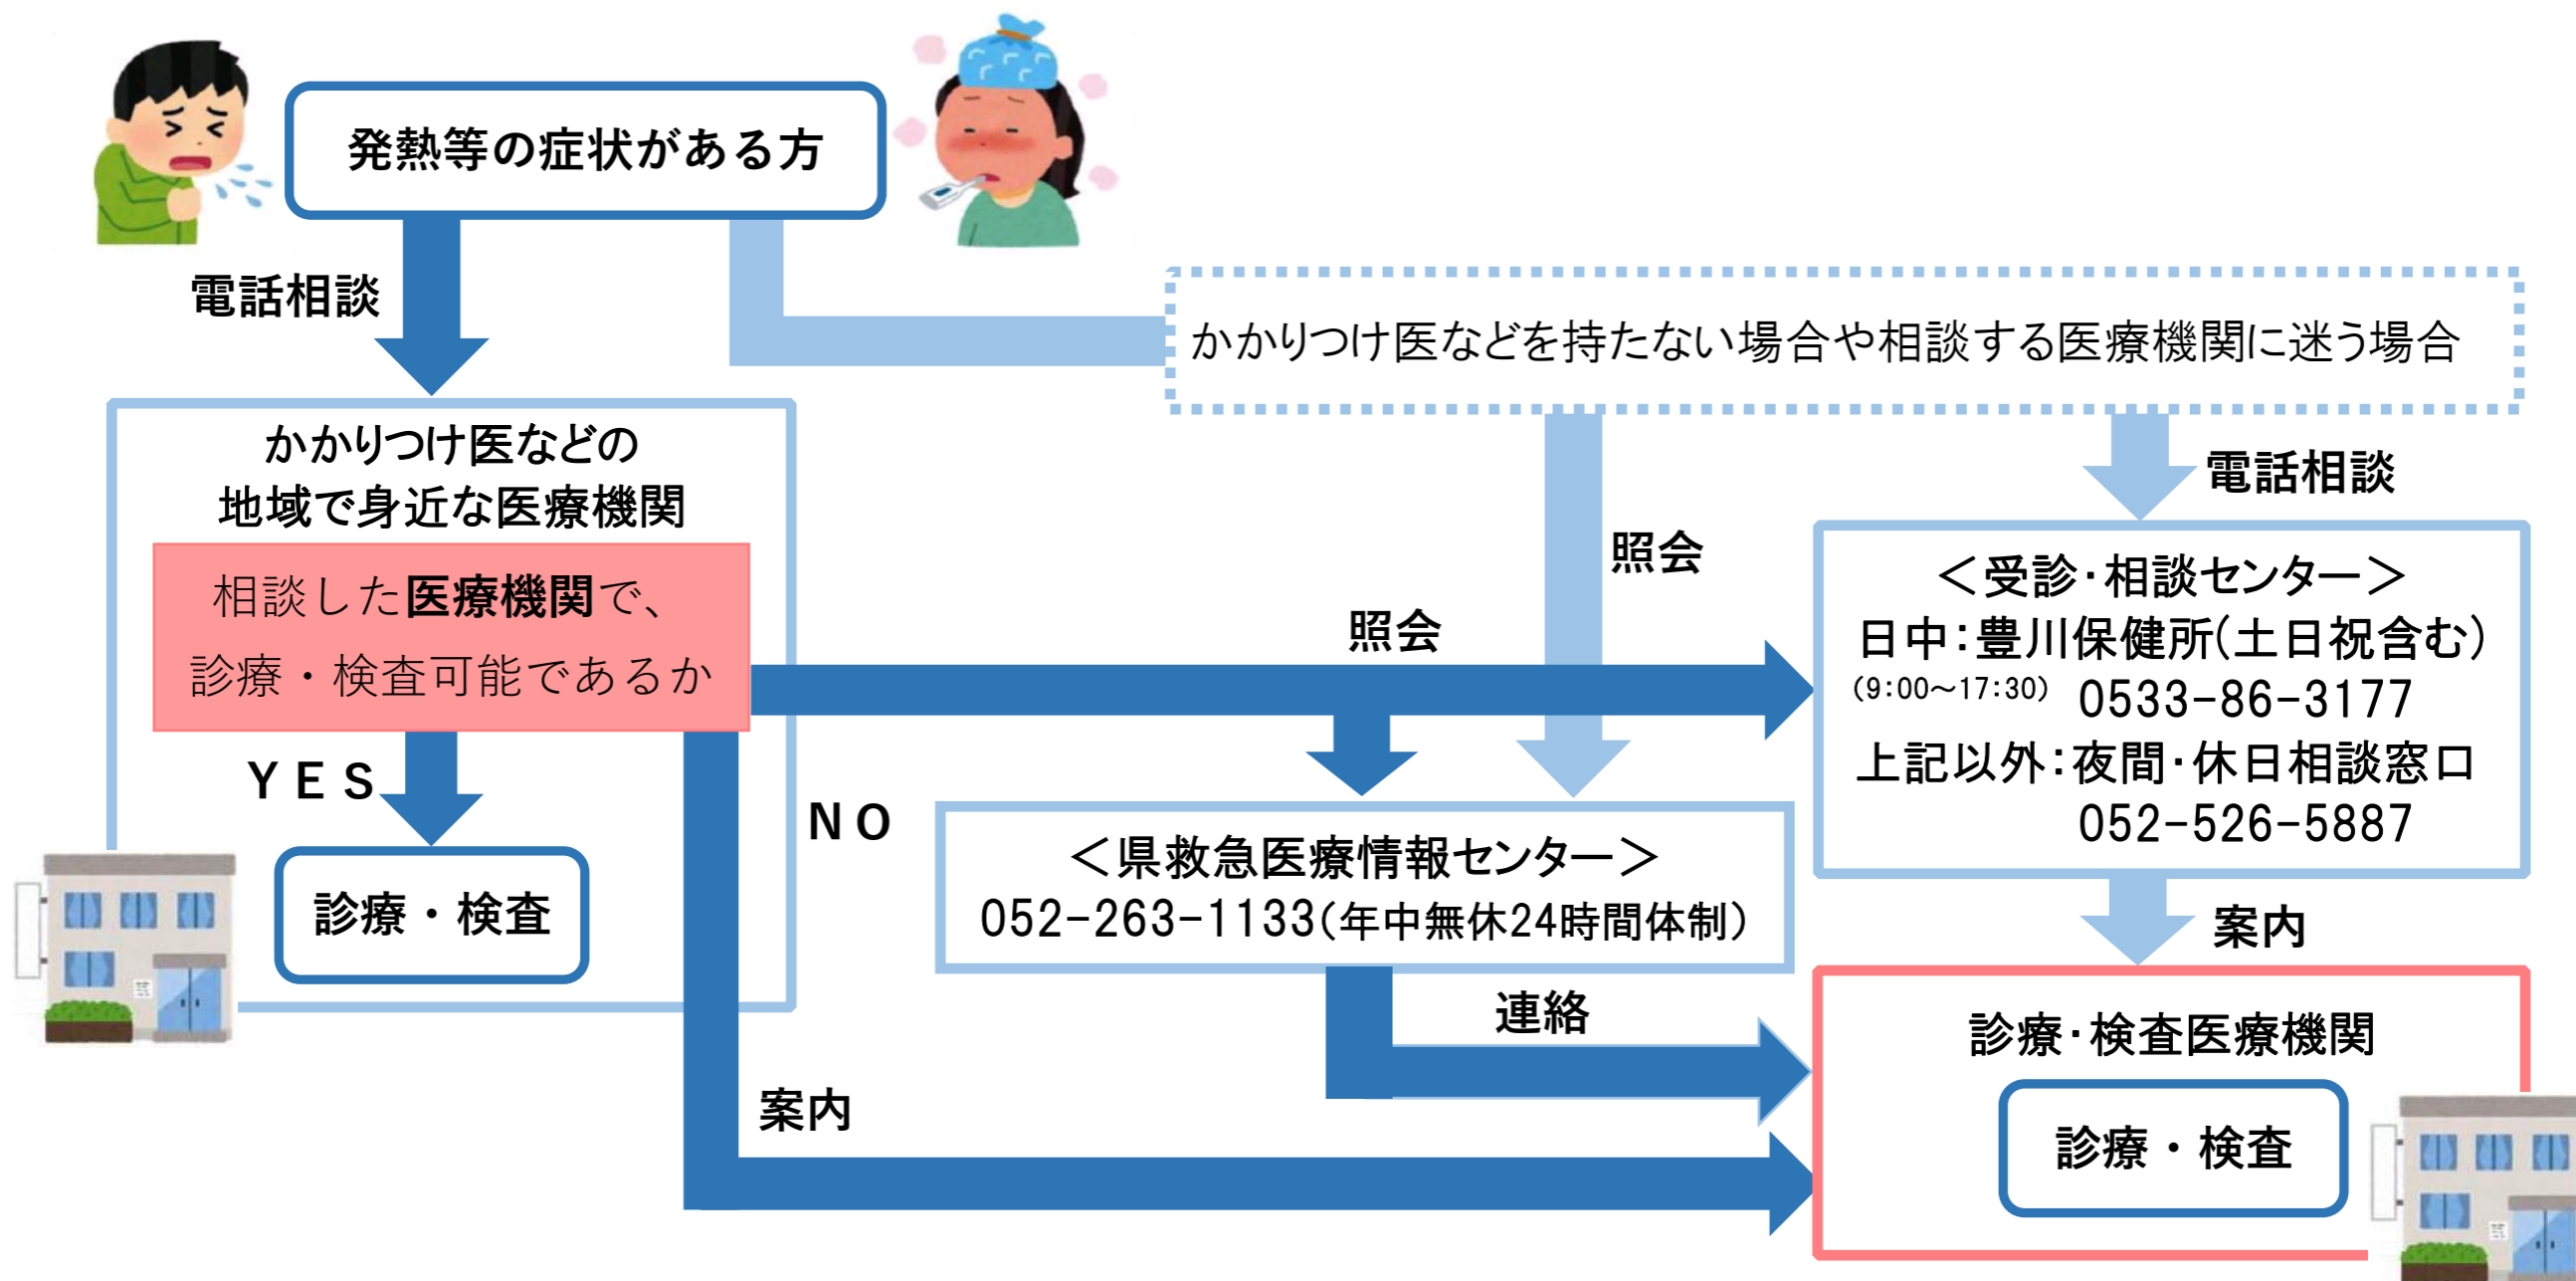 発熱等の症状がある方
電話相談
かかりつけ医などを持たない場合や相談する医療機関に迷う場合
かかりつけ医などの
地域で身近な医療機関
相談した医療機関で、
診療・検査可能であるか
YES
診療・検査
NO
照会
照会
電話相談
＜受診・相談センター＞
日中：豊川保健所(土日祝含む)
(9:00～17:30) 0533-86-3177
上記以外：夜間・休日相談窓口
052-526-5887
＜県救急医療情報センター＞
052-263-1133(年中無休24時間体制)
案内
連絡
案内
診療・検査医療機関
診療・検査